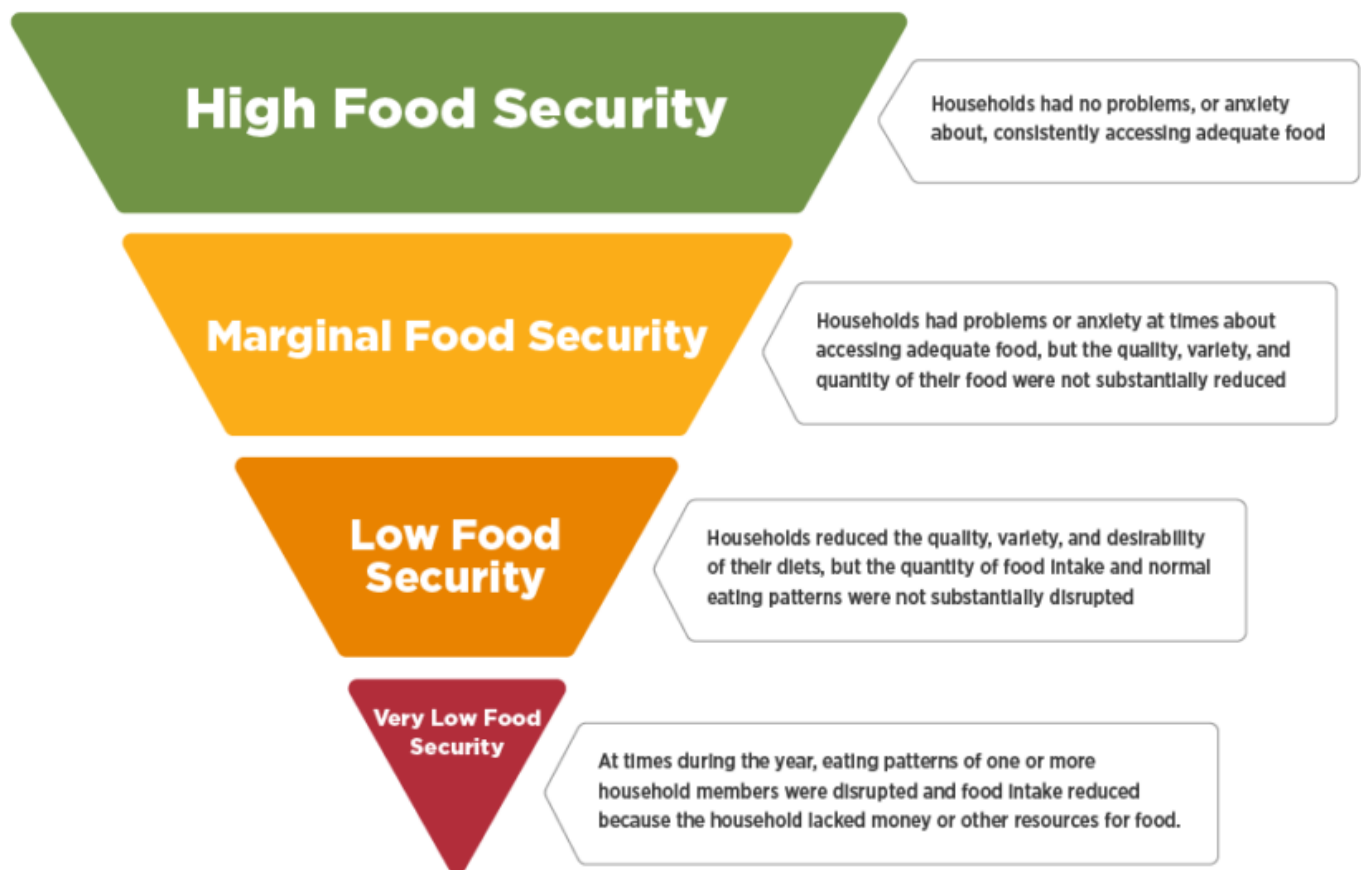 High Food Security
Households had no problems, or anxiety
about, consistently accessing adequate food
Marginal Food Security
Households had problems or anxiety at times about
accessing adequate food, but the quality, variety, and
quantity of their food were not substantially reduced
Low Food
Security
Households reduced the quality, variety, and desirability
of their diets, but the quantity of food intake and normal
eating patterns were not substantially disrupted
Very Low Food
Security
At times during the year, eating patterns of one or more
household members were disrupted and food intake reduced
because the household lacked money or other resources for food.